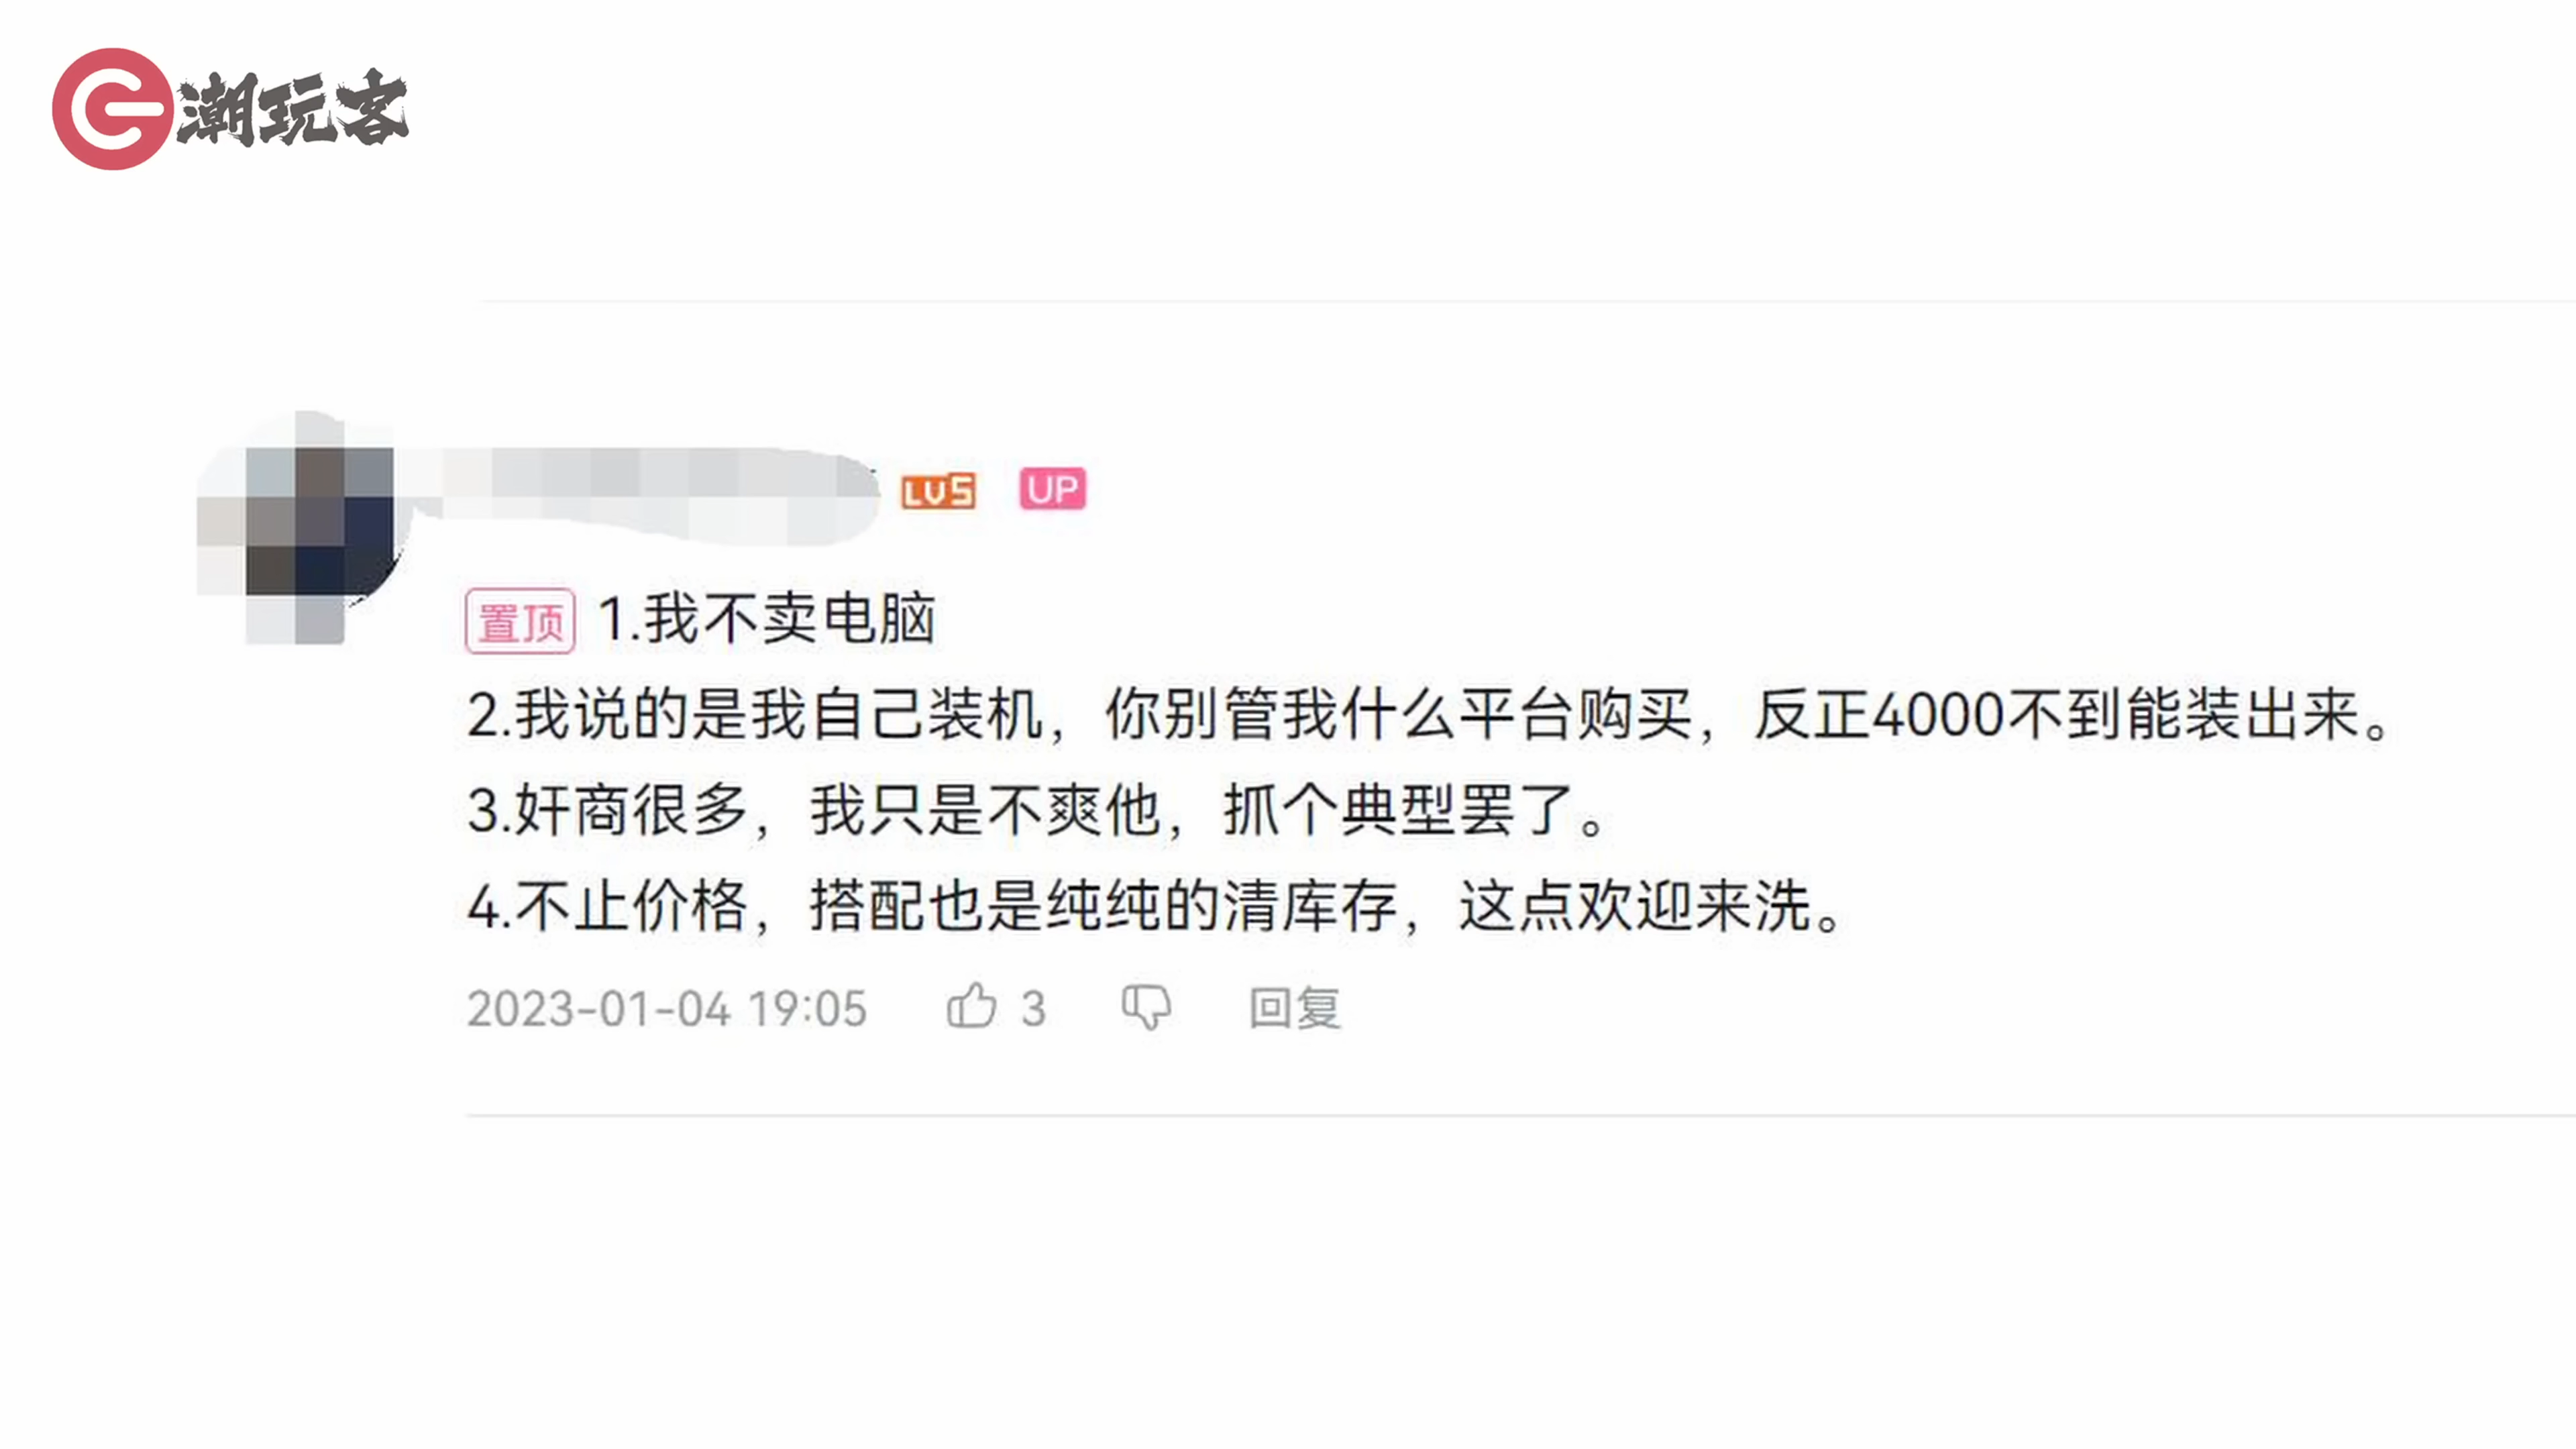 潮玩客
LV5 UP
置顶 1.我不卖电脑
2.我说的是我自己装机，你别管我什么平台购买，反正4000不到能装出来。
3.奸商很多，我只是不爽他，抓个典型罢了。
4.不止价格，搭配也是纯纯的清库存，这点欢迎来洗。
2023-01-04 19:05 3 回复